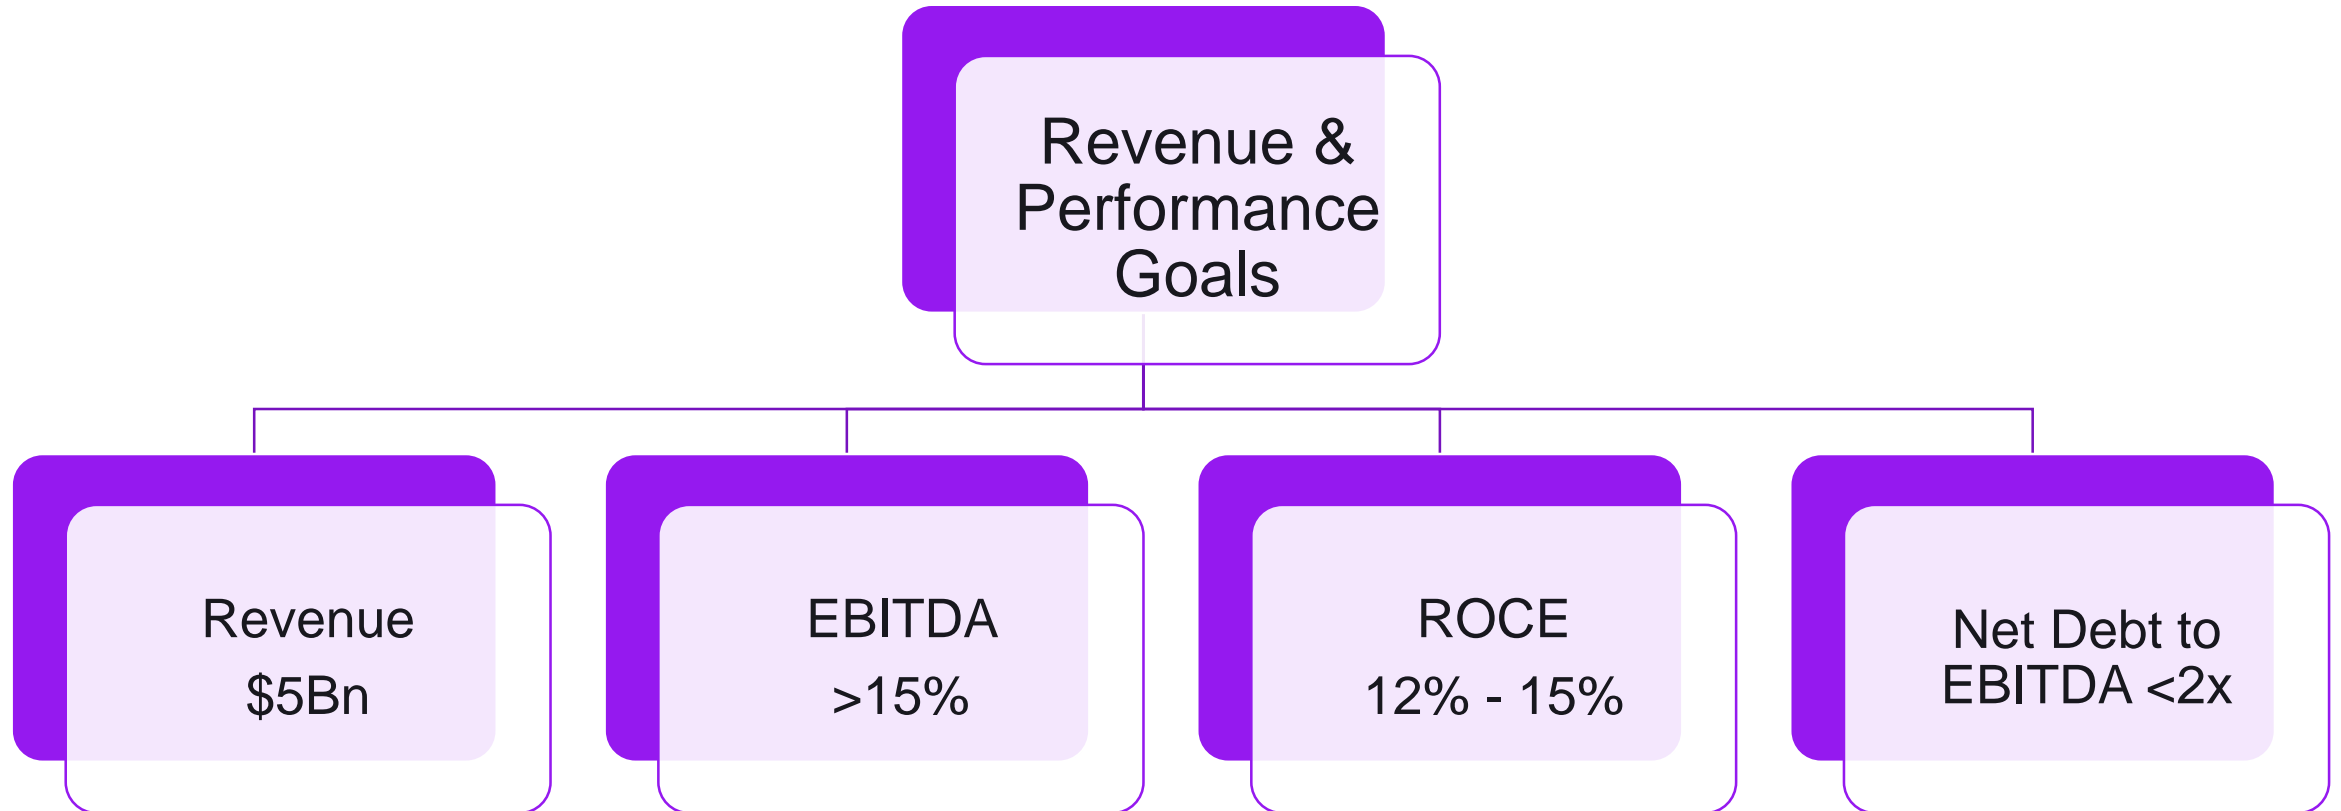 Revenue &
Performance
Goals
Revenue
$5Bn
EBITDA
>15%
ROCE
12% - 15%
Net Debt to
EBITDA <2x